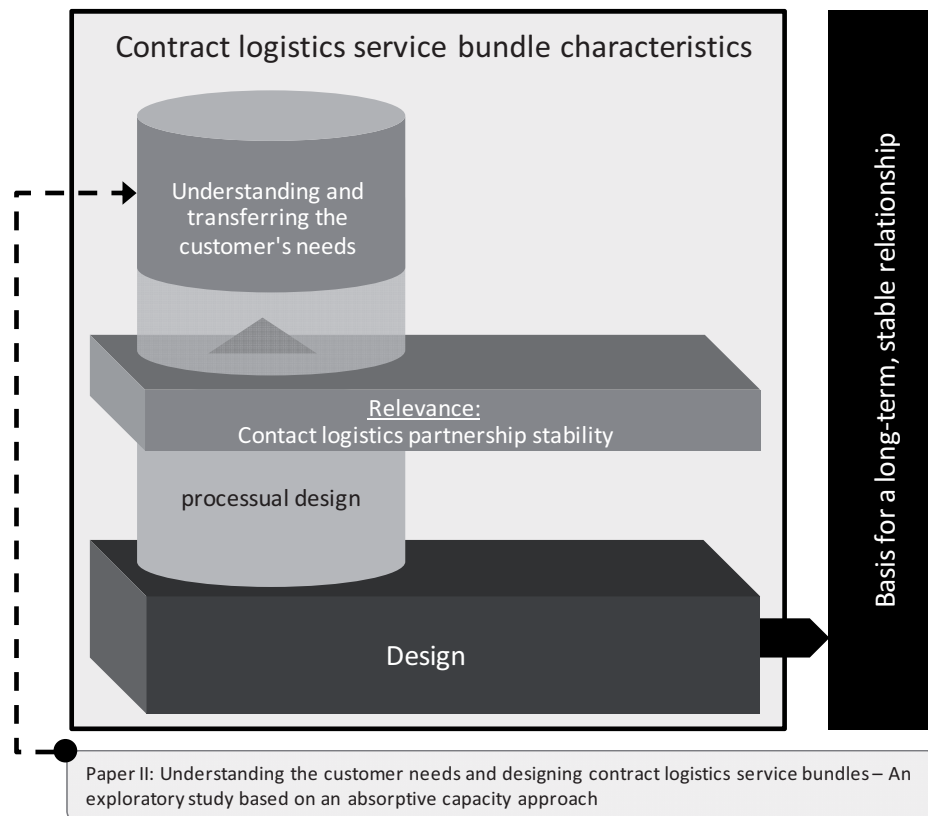 Contract logistics service bundle characteristics
Understanding and
transferring the
customer's needs
Relevance:
Contact logistics partnership stability
processual design
Design
Basis for a long-term, stable relationship
Paper II: Understanding the customer needs and designing contract logistics service bundles – An
exploratory study based on an absorptive capacity approach